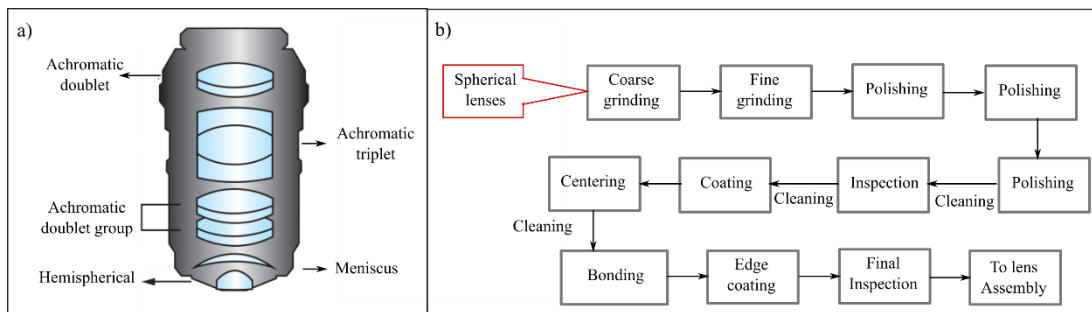 a)
Achromatic
doublet
Achromatic
triplet
Achromatic
doublet group
Hemispherical
Meniscus
b)
Spherical
lenses
Coarse
grinding
Fine
grinding
Polishing
Polishing
Polishing
Cleaning
Inspection
Cleaning
Coating
Centering
Cleaning
Bonding
Edge
coating
Final
Inspection
To lens
Assembly